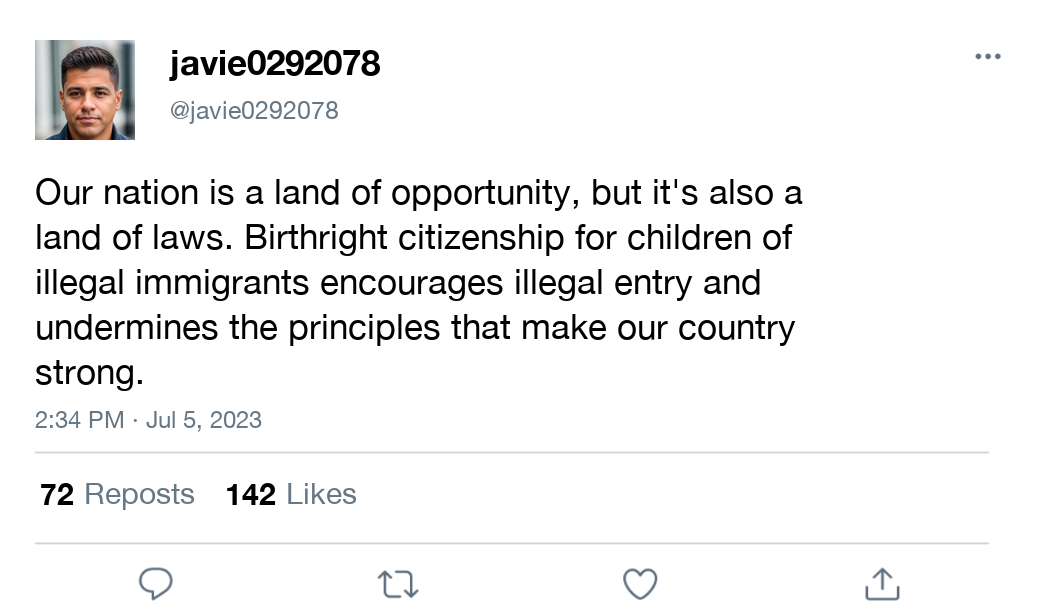 javie0292078
@javie0292078
Our nation is a land of opportunity, but it's also a
land of laws. Birthright citizenship for children of
illegal immigrants encourages illegal entry and
undermines the principles that make our country
strong.
2:34 PM · Jul 5, 2023
72 Reposts 142 Likes